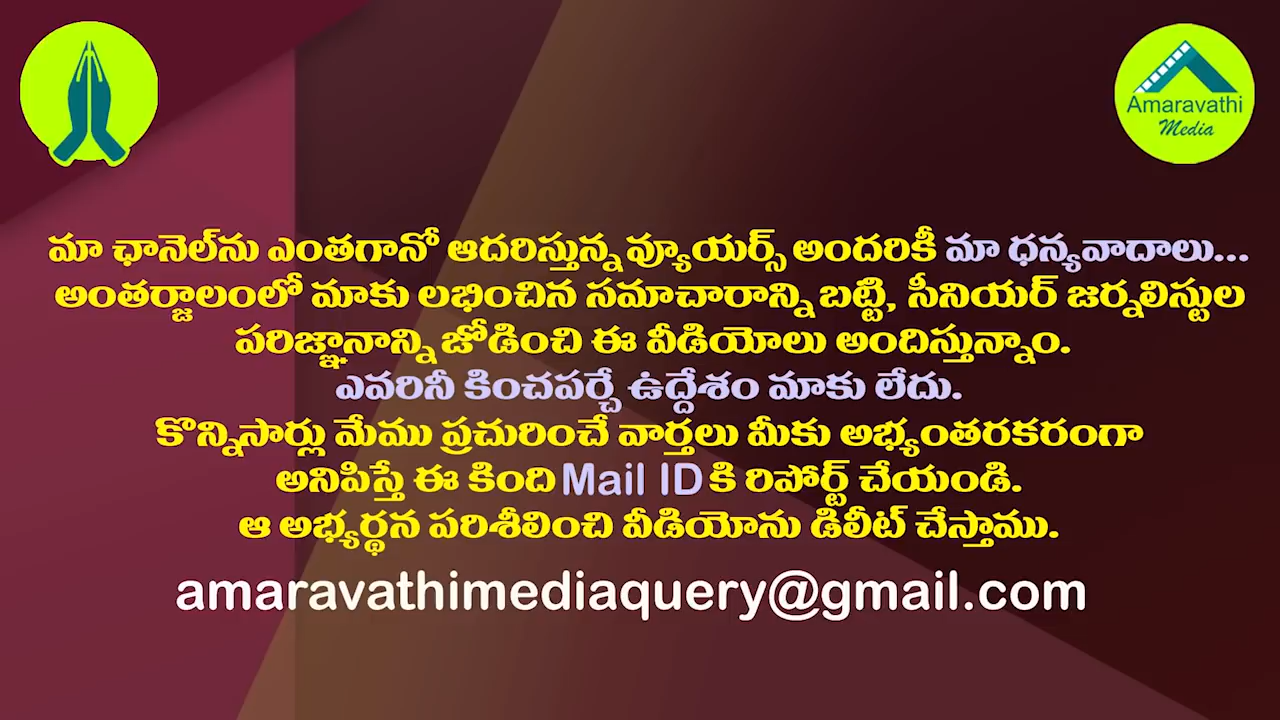 Amaravathi
Media
మా ఛానెల్‌ను ఎంతగానో ఆదరిస్తున్న వ్యూయర్స్ అందరికీ మా ధన్యవాదాలు...
అంతర్జాలంలో మాకు లభించిన సమాచారాన్ని బట్టి, సీనియర్ జర్నలిస్టుల
పరిజ్ఞానాన్ని జోడించి ఈ వీడియోలు అందిస్తున్నాం.
ఎవరినీ కించపర్చే ఉద్దేశం మాకు లేదు.
కొన్నిసార్లు మేము ప్రచురించే వార్తలు మీకు అభ్యంతరకరంగా
అనిపిస్తే ఈ కింది Mail ID కి రిపోర్ట్ చేయండి.
ఆ అభ్యర్థన పరిశీలించి వీడియోను డిలీట్ చేస్తాము.
amaravathimediaquery@gmail.com